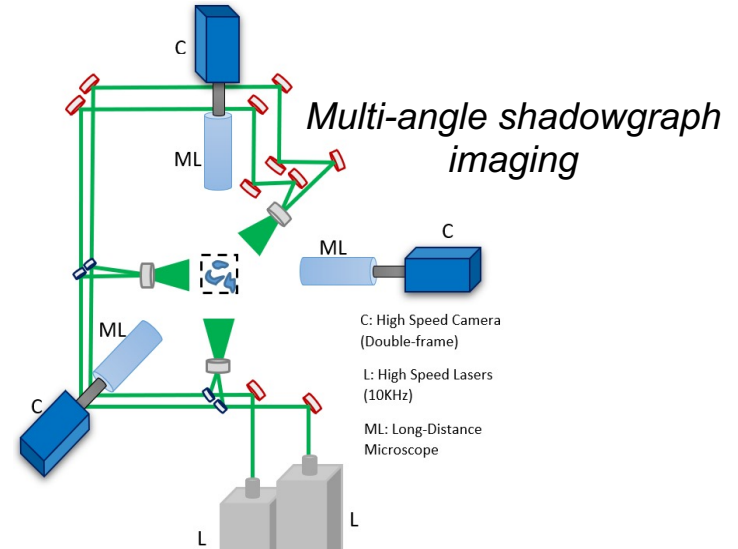 C
Multi-angle shadowgraph
imaging
ML
C
ML
ML
C: High Speed Camera
(Double-frame)
C
L: High Speed Lasers
(10KHz)
ML: Long-Distance
Microscope
L
L